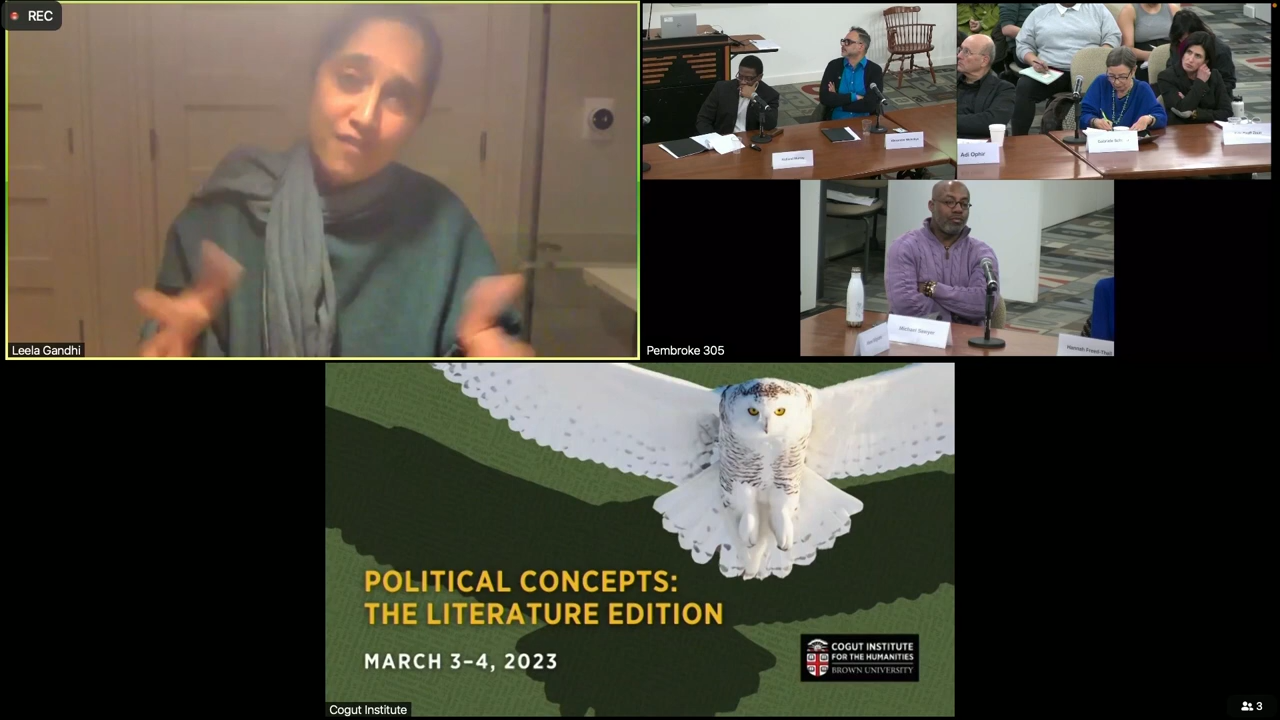 REC
Leela Gandhi
Pembroke 305
Adi Ophir
Michael Sawyer
POLITICAL CONCEPTS:
THE LITERATURE EDITION
MARCH 3–4, 2023
COGUT INSTITUTE
FOR THE HUMANITIES
BROWN UNIVERSITY
Cogut Institute
3